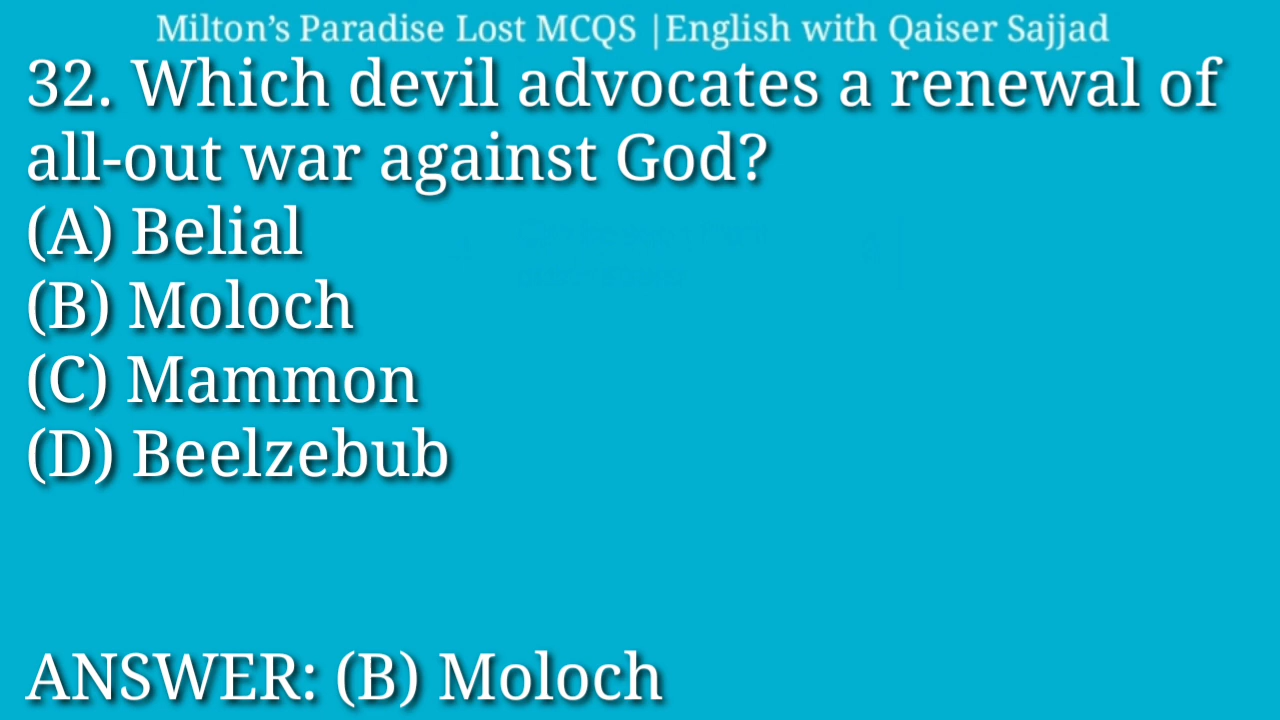 Milton’s Paradise Lost MCQS |English with Qaiser Sajjad
32. Which devil advocates a renewal of
all-out war against God?
(A) Belial
(B) Moloch
(C) Mammon
(D) Beelzebub
ANSWER: (B) Moloch